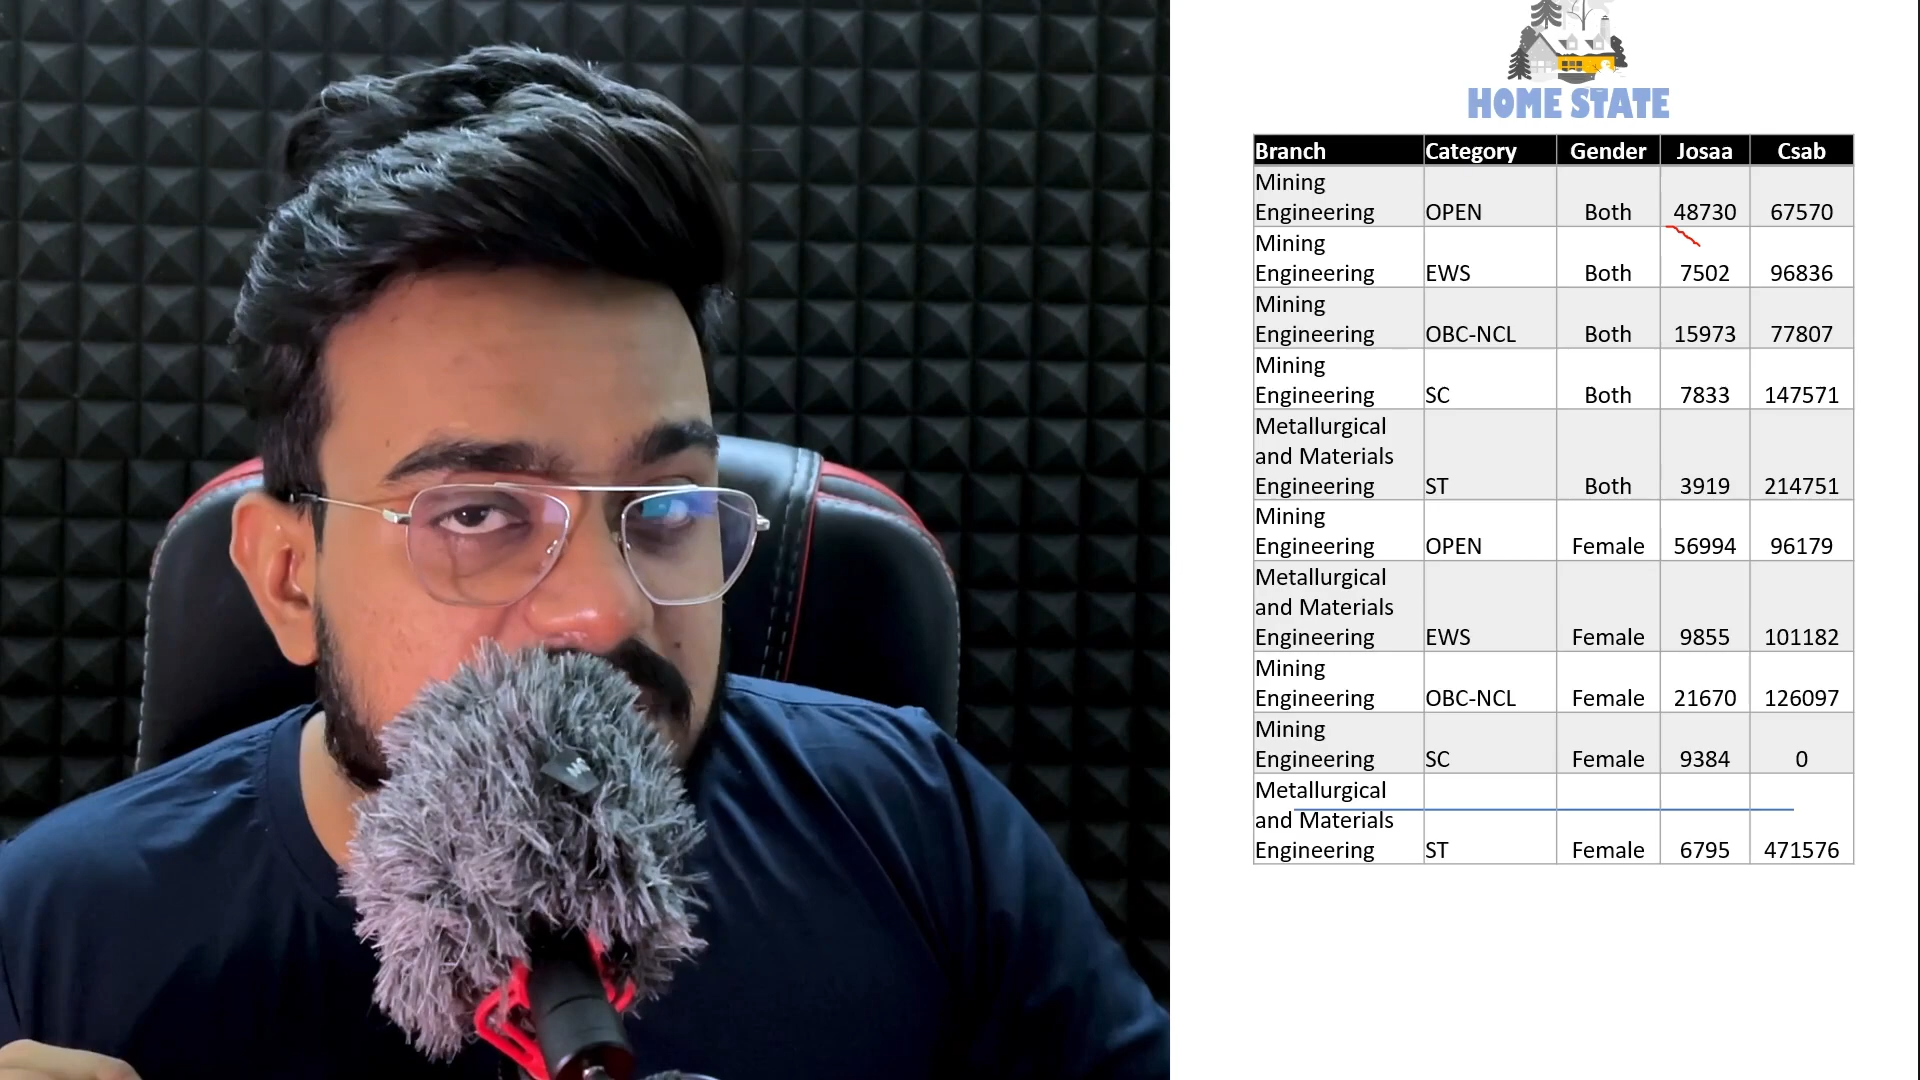 HOME STATE
Branch Category Gender Josaa Csab
Mining
Engineering OPEN Both 48730 67570
Mining
Engineering EWS Both 7502 96836
Mining
Engineering OBC-NCL Both 15973 77807
Mining
Engineering SC Both 7833 147571
Metallurgical
and Materials
Engineering ST Both 3919 214751
Mining
Engineering OPEN Female 56994 96179
Metallurgical
and Materials
Engineering EWS Female 9855 101182
Mining
Engineering OBC-NCL Female 21670 126097
Mining
Engineering SC Female 9384 0
Metallurgical
and Materials
Engineering ST Female 6795 471576